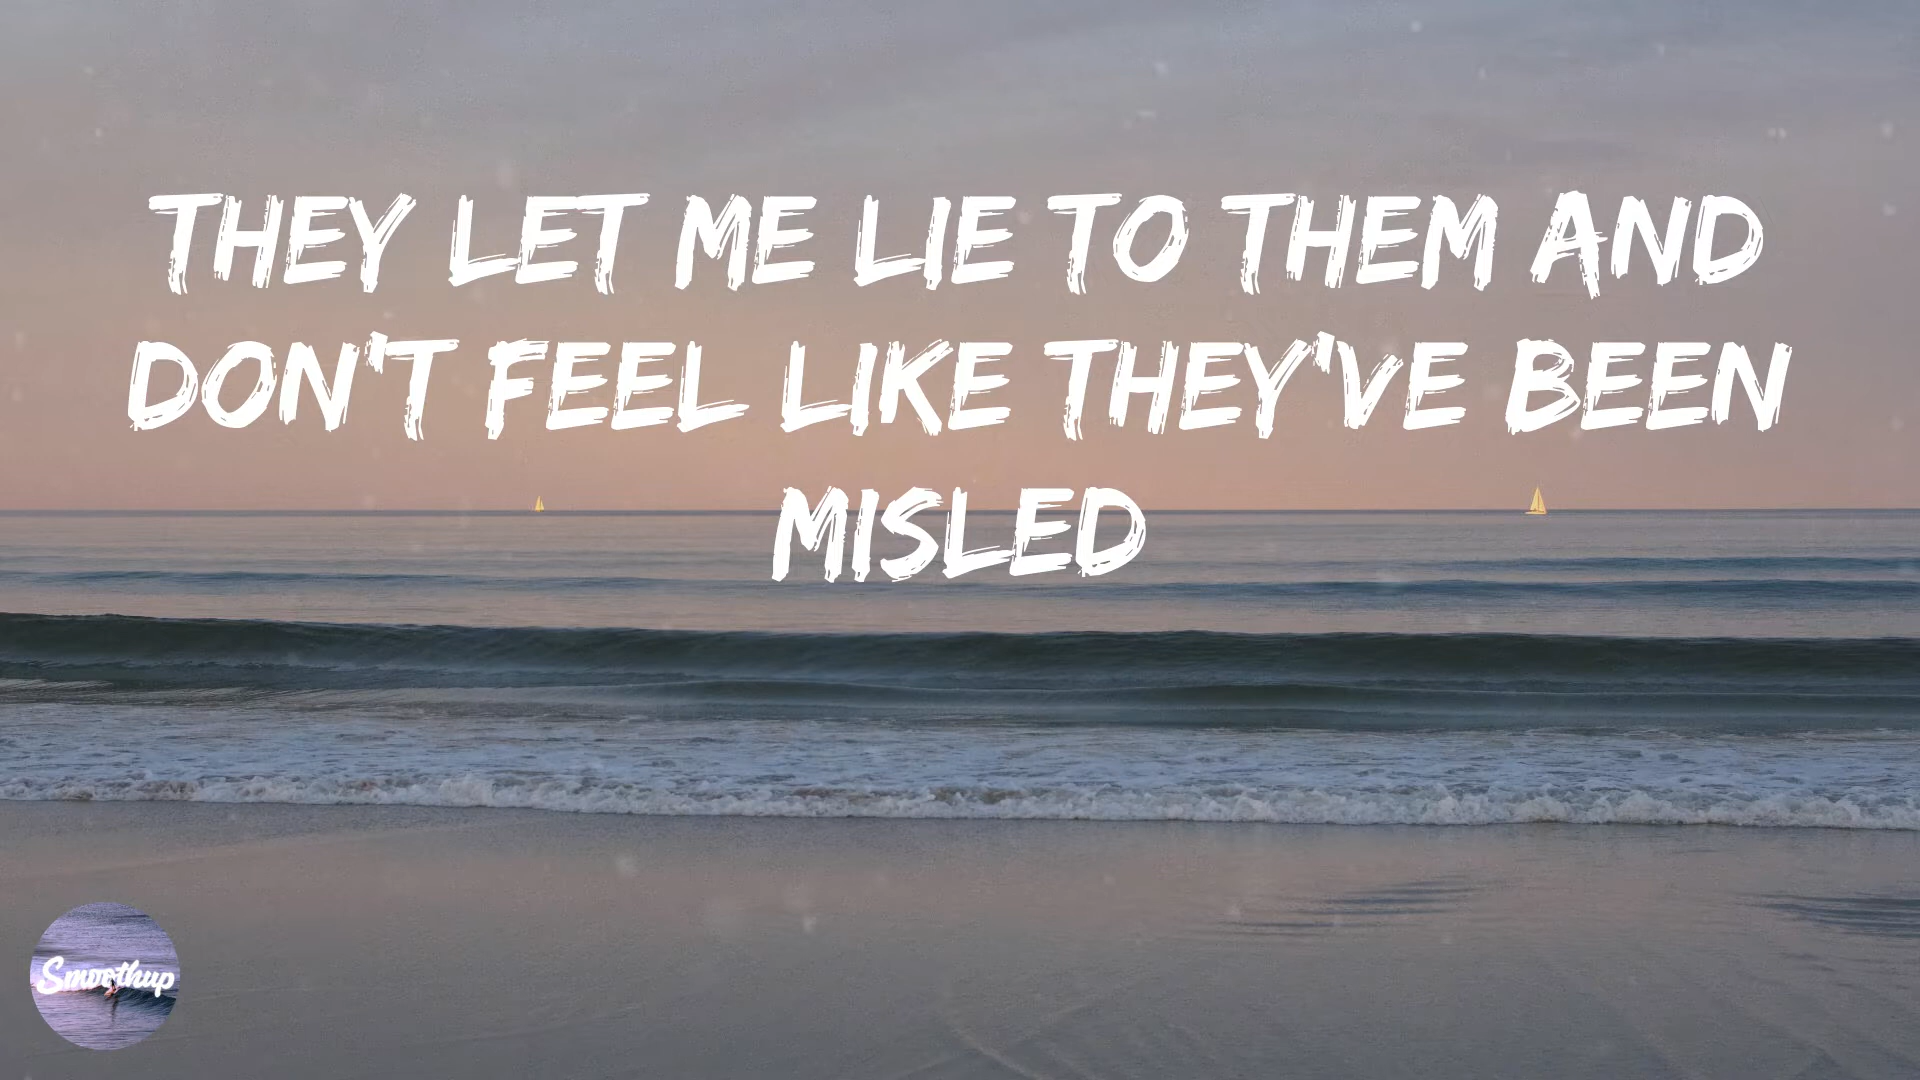 THEY LET ME LIE TO THEM AND
DON'T FEEL LIKE THEY'VE BEEN
MISLED
Smoothup